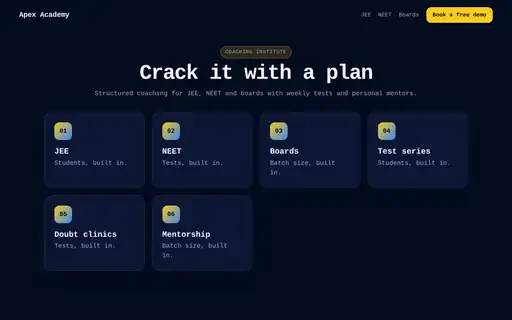 Apex Academy
JEE NEET Boards Book a free demo
COACHING INSTITUTE
Crack it with a plan
Structured coaching for JEE, NEET and boards with weekly tests and personal mentors.
01
JEE
Students, built in.
02
NEET
Tests, built in.
03
Boards
Batch size, built
in.
04
Test series
Students, built in.
05
Doubt clinics
Tests, built in.
06
Mentorship
Batch size, built
in.